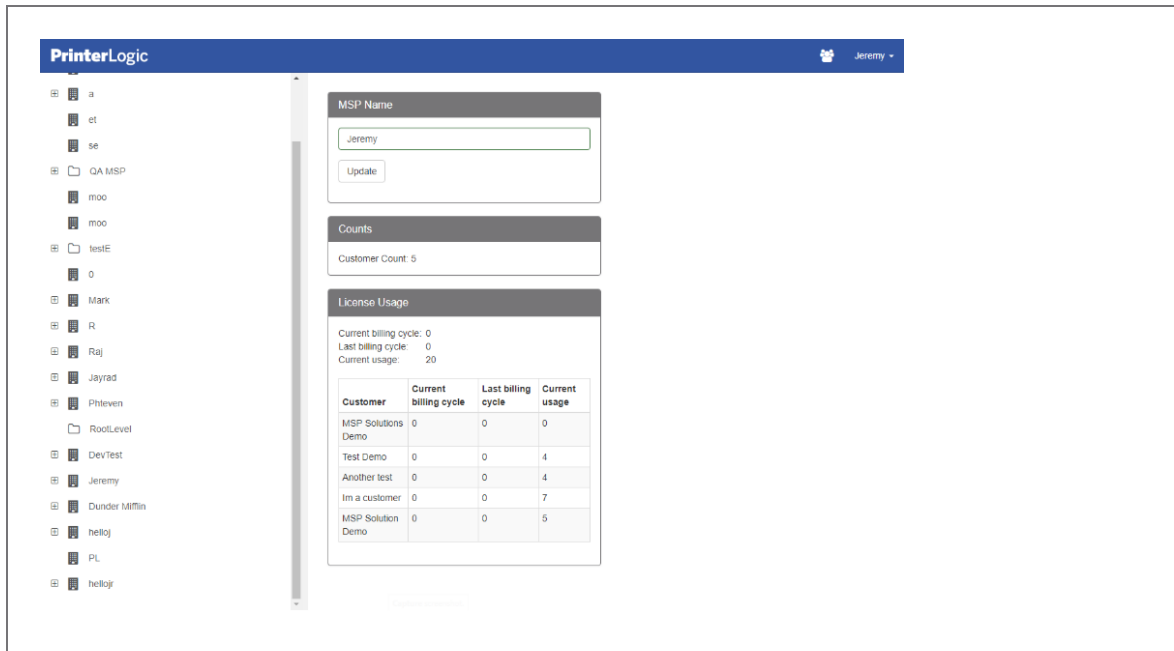 PrinterLogic
Jeremy
a
et
se
QA MSP
moo
moo
testE
0
Mark
R
Raj
Jayrad
Phteven
RootLevel
DevTest
Jeremy
Dunder Mifflin
helloj
PL
hellojr
MSP Name
Jeremy
Update
Counts
Customer Count: 5
License Usage
Current billing cycle: 0
Last billing cycle: 0
Current usage: 20
Customer Current billing cycle Last billing cycle Current usage
MSP Solutions Demo 0 0 0
Test Demo 0 0 4
Another test 0 0 4
Im a customer 0 0 7
MSP Solution Demo 0 0 5